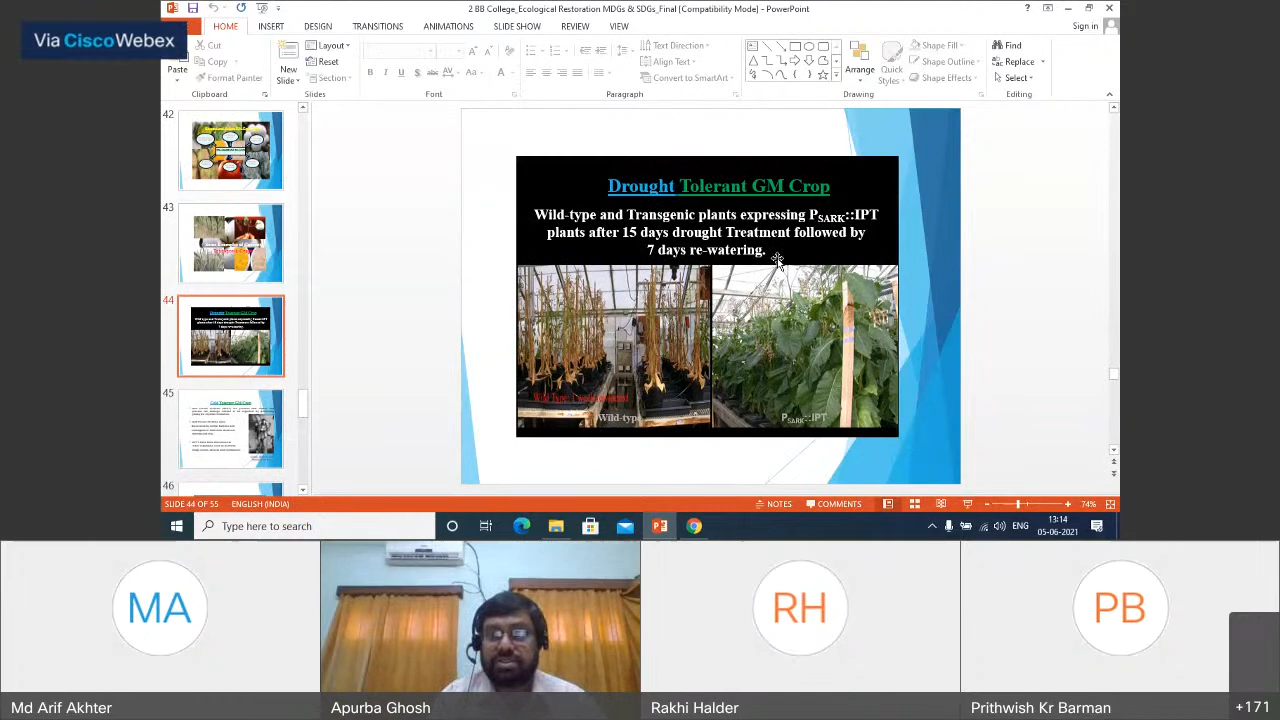 2 BB College_Ecological Restoration MDGs & SDGs_Final [Compatibility Mode] - PowerPoint
Via CiscoWebex
HOME INSERT DESIGN TRANSITIONS ANIMATIONS SLIDE SHOW REVIEW VIEW Sign in
Paste
Cut
Copy
Format Painter
Clipboard
New Slide
Layout
Reset
Section
Slides
B I U S abc AV Aa A
Font
Text Direction
Align Text
Convert to SmartArt
Paragraph
Arrange
Quick Styles
Shape Fill
Shape Outline
Shape Effects
Drawing
Find
Replace
Select
Editing
42
43
44
45
46
Drought Tolerant GM Crop
Wild-type and Transgenic plants expressing PSARK::IPT
plants after 15 days drought Treatment followed by
7 days re-watering.
Wild-type
PSARK::IPT
SLIDE 44 OF 55 ENGLISH (INDIA) NOTES COMMENTS 74%
Type here to search
ENG
13:14
05-06-2021
MA
RH
PB
Md Arif Akhter
Apurba Ghosh
Rakhi Halder
Prithwish Kr Barman
+171